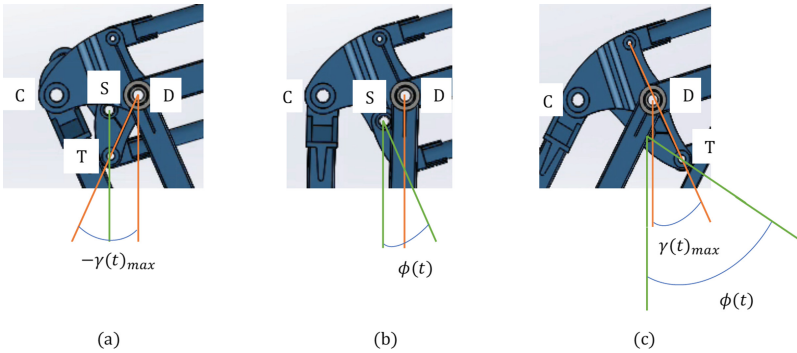 C S D
T
−γ(t)max
(a)
C S D
ϕ(t)
(b)
C D
T
γ(t)max
ϕ(t)
(c)